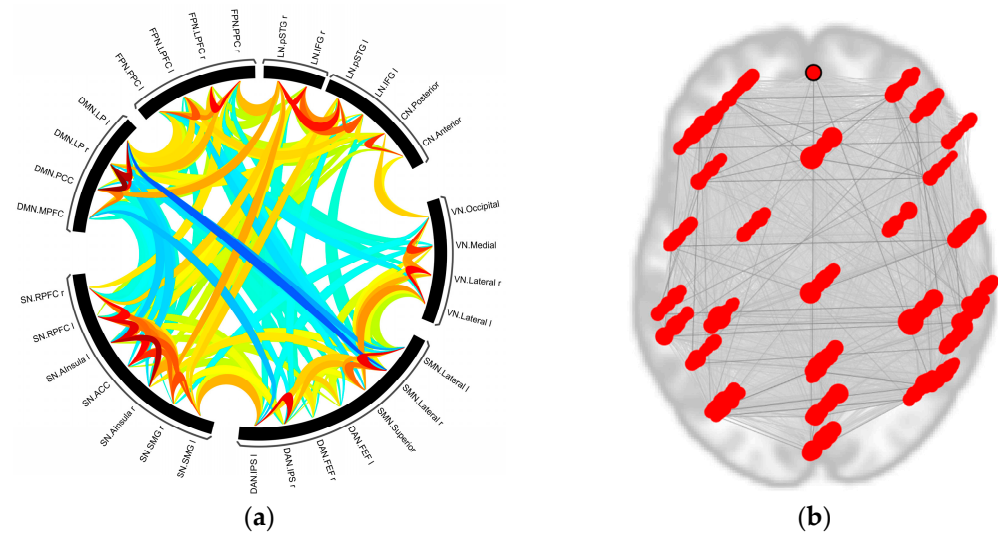 FPN.PPC l
FPN.LPFC l
FPN.LPFC r
FPN.PPC r
LN.pSTG r
LN.IFG r
LN.pSTG l
LN.IFG l
CN.Posterior
CN.Anterior
VN.Occipital
VN.Medial
VN.Lateral r
VN.Lateral l
SMN.Lateral l
SMN.Lateral r
SMN.Superior
DAN.FEF l
DAN.FEF r
DAN.IPS r
DAN.IPS l
SN.SMG l
SN.SMG r
SN.AInsula r
SN.ACC
SN.AInsula l
SN.RPFC l
SN.RPFC r
DMN.MPFC
DMN.PCC
DMN.LP r
DMN.LP l
(a)
(b)